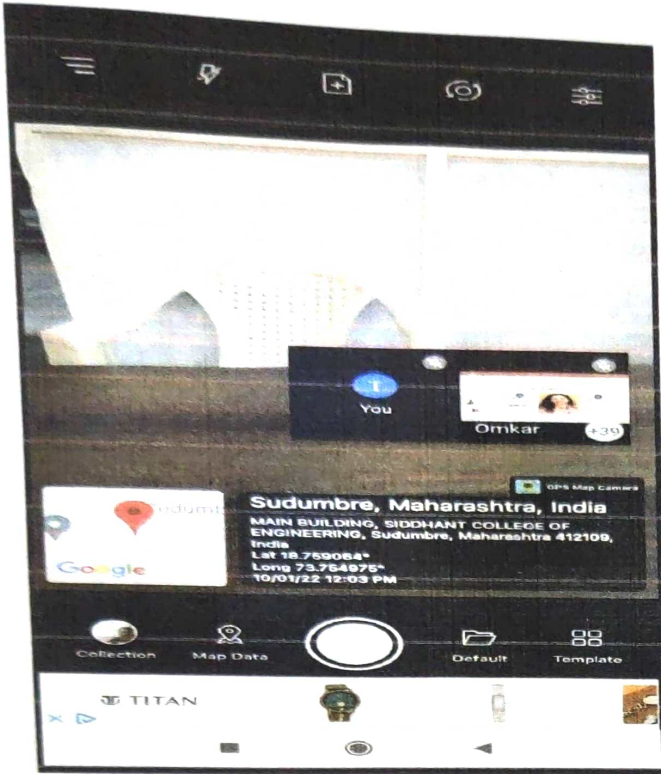 You
Omkar
+39
GPS Map Camera
Sudumbre, Maharashtra, India
MAIN BUILDING, SIDDHANT COLLEGE OF
ENGINEERING, Sudumbre, Maharashtra 412109,
India
Lat 18.759064°
Long 73.754975°
10/01/22 12:03 PM
Sudumb
Google
Collection
Map Data
Default
Template
TITAN